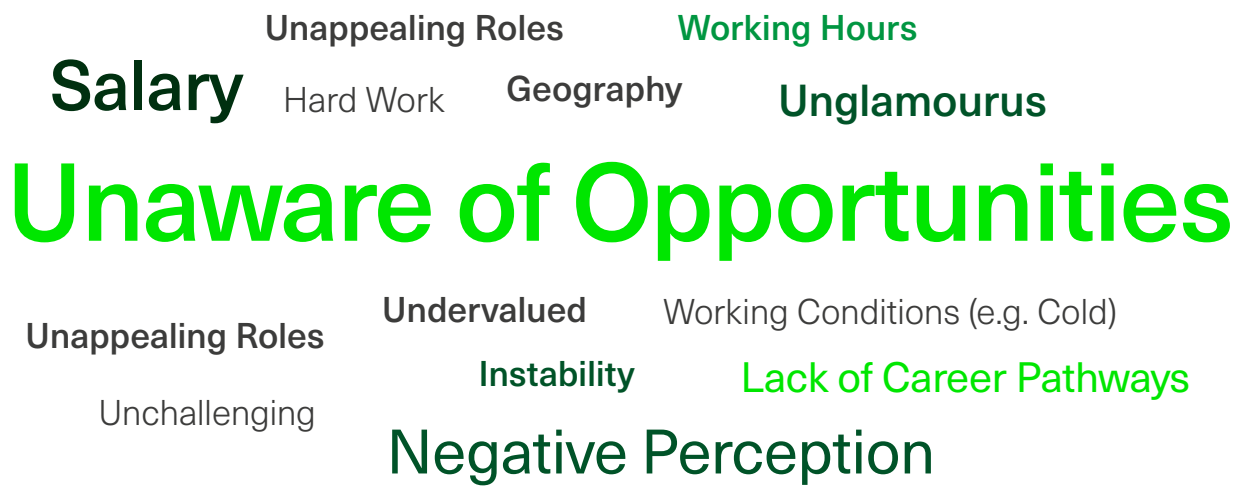 Unappealing Roles
Working Hours
Salary
Hard Work
Geography
Unglamourus
Unaware of Opportunities
Undervalued
Working Conditions (e.g. Cold)
Unappealing Roles
Instability
Lack of Career Pathways
Unchallenging
Negative Perception